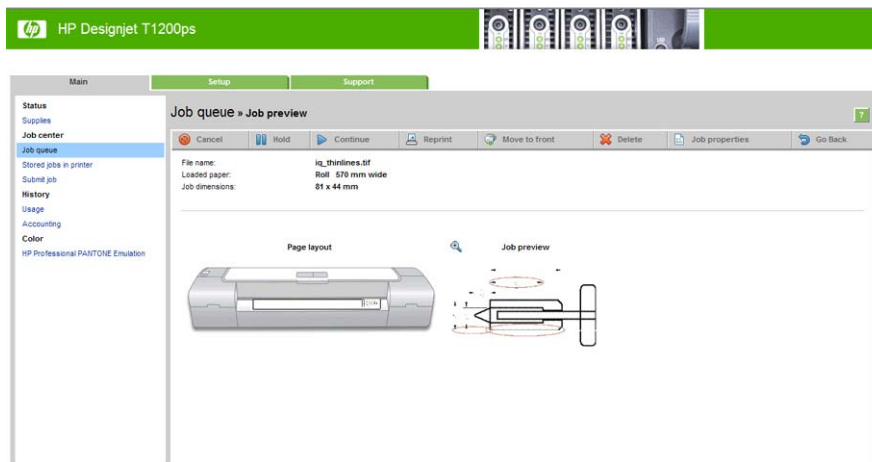 hp HP Designjet T1200ps
Main Setup Support
Status
Supplies
Job center
Job queue
Stored jobs in printer
Submit job
History
Usage
Accounting
Color
HP Professional PANTONE Emulation
Job queue » Job preview
?
Cancel Hold Continue Reprint Move to front Delete Job properties Go Back
File name: iq_thinlines.tif
Loaded paper: Roll 570 mm wide
Job dimensions: 81 x 44 mm
Page layout Job preview